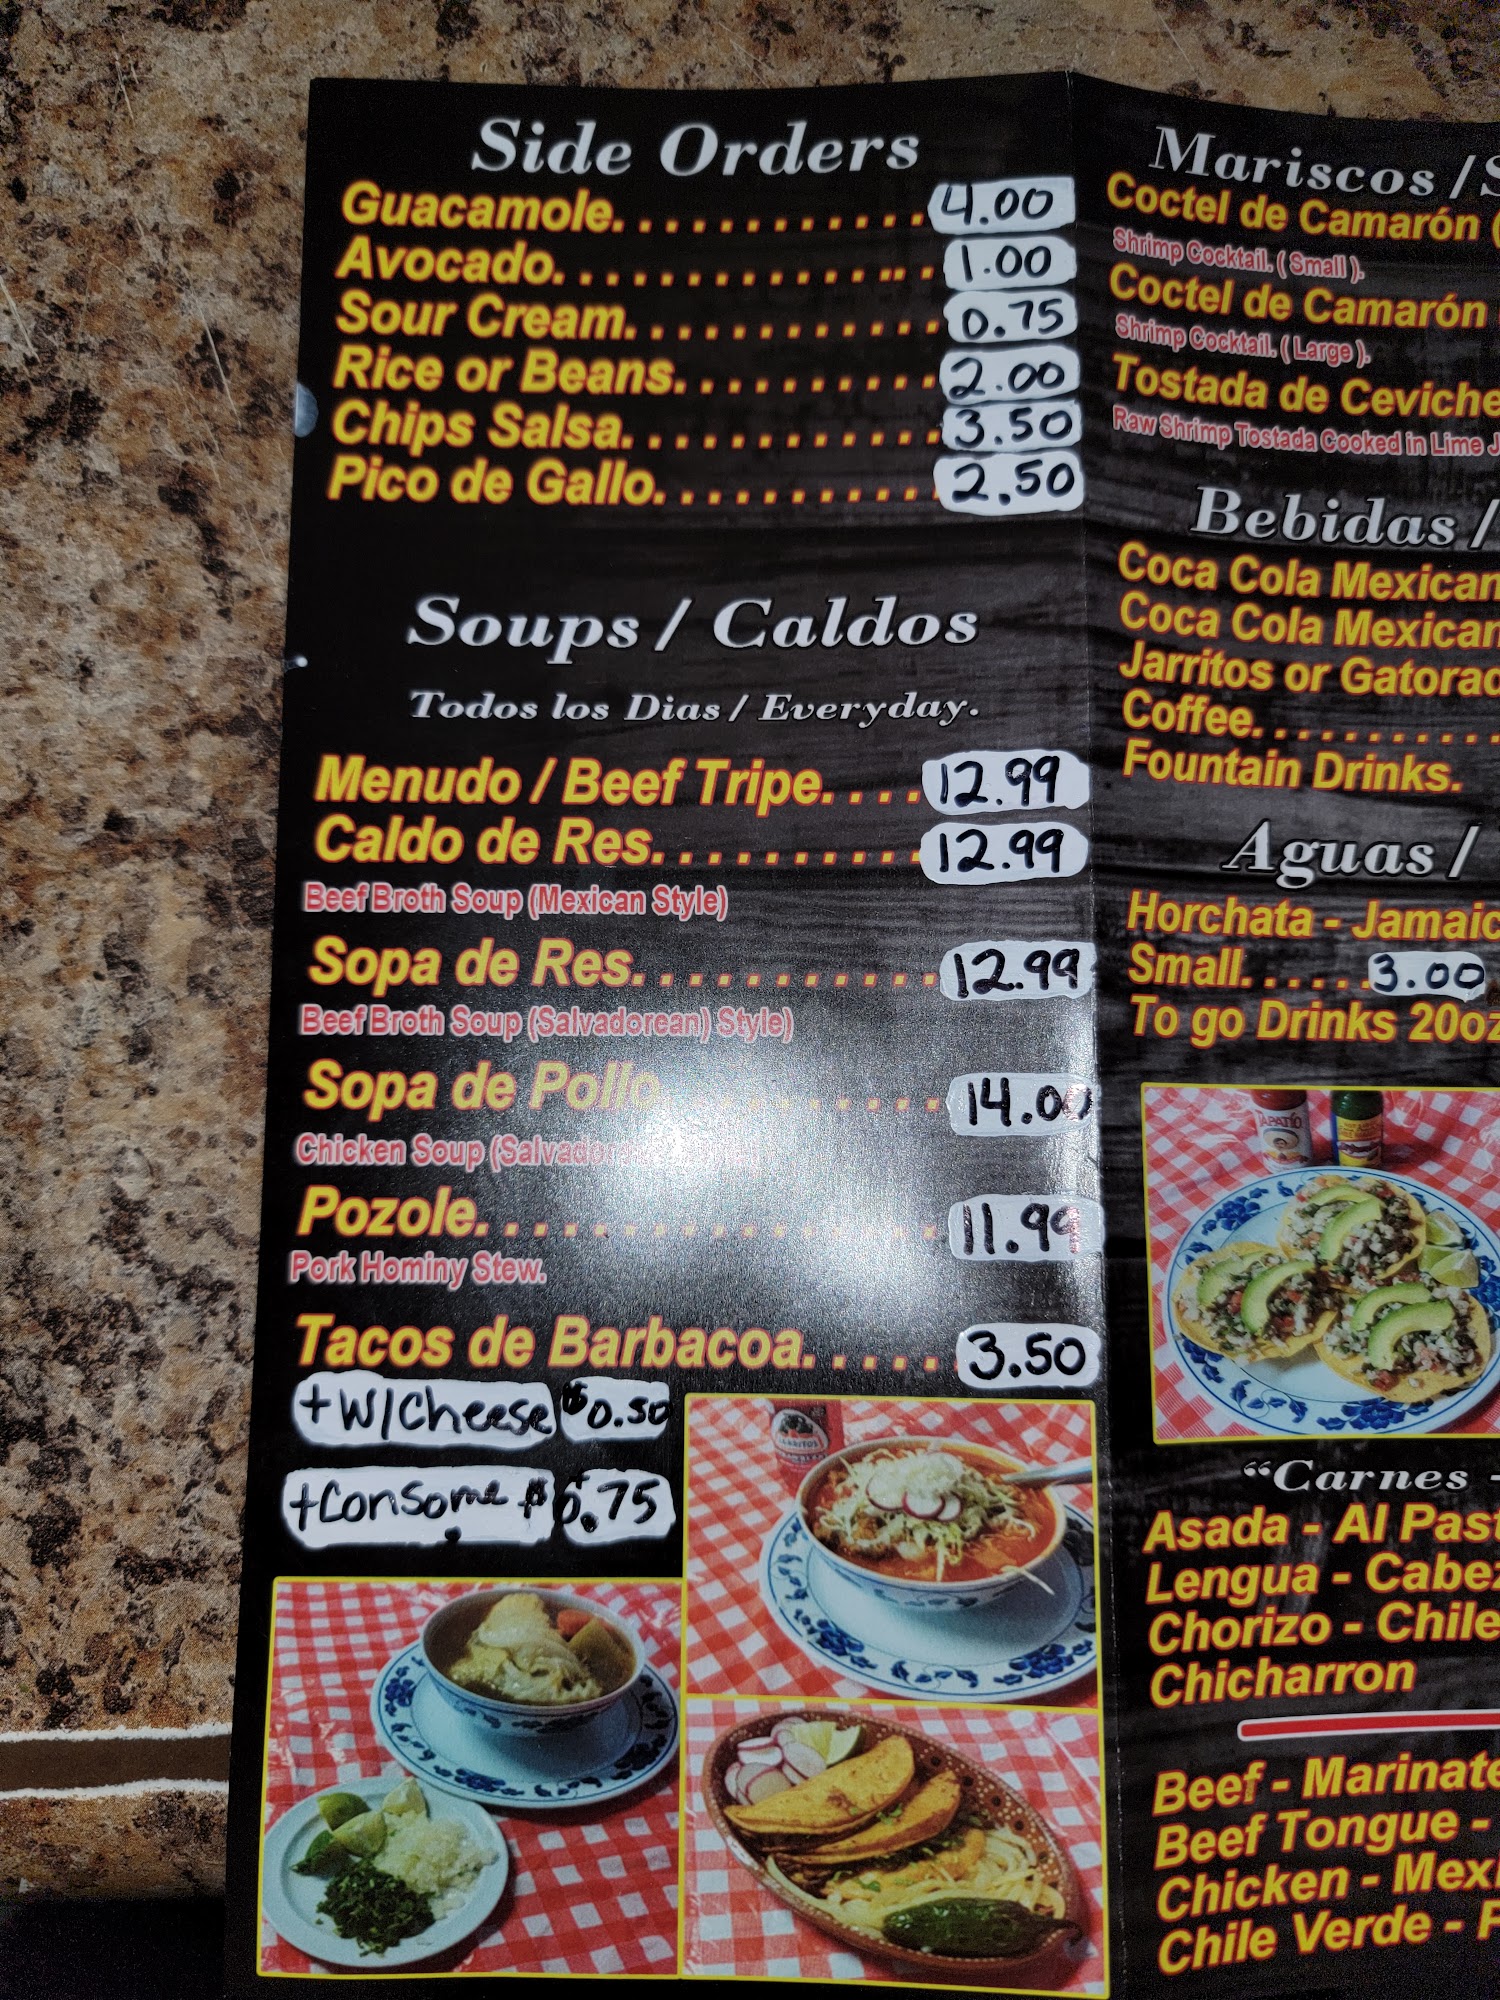 Side Orders
Guacamole............4.00
Avocado................1.00
Sour Cream............0.75
Rice or Beans..........2.00
Chips Salsa............3.50
Pico de Gallo...........2.50
Soups / Caldos
Todos los Dias / Everyday.
Menudo / Beef Tripe....12.99
Caldo de Res..........12.99
Beef Broth Soup (Mexican Style)
Sopa de Res...........12.99
Beef Broth Soup (Salvadorean) Style)
Sopa de Pollo..........14.00
Chicken Soup
Pozole................11.99
Pork Hominy Stew.
Tacos de Barbacoa......3.50
+W/Cheese $0.50
+Consome .75
Mariscos /
Coctel de Camarón (
Shrimp Cocktail. ( Small ).
Coctel de Camarón
Shrimp Cocktail. ( Large ).
Tostada de Ceviche
Raw Shrimp Tostada Cooked in Lime J
Bebidas /
Coca Cola Mexican
Coca Cola Mexican
Jarritos or Gatorad
Coffee...........
Fountain Drinks.
Aguas /
Horchata - Jamaic
Small......3.00
To go Drinks 20oz
TAPATÍO
JARRITOS
"Carnes -
Asada - Al Past
Lengua - Cabez
Chorizo - Chile
Chicharron
Beef - Marinate
Beef Tongue -
Chicken - Mexi
Chile Verde - P